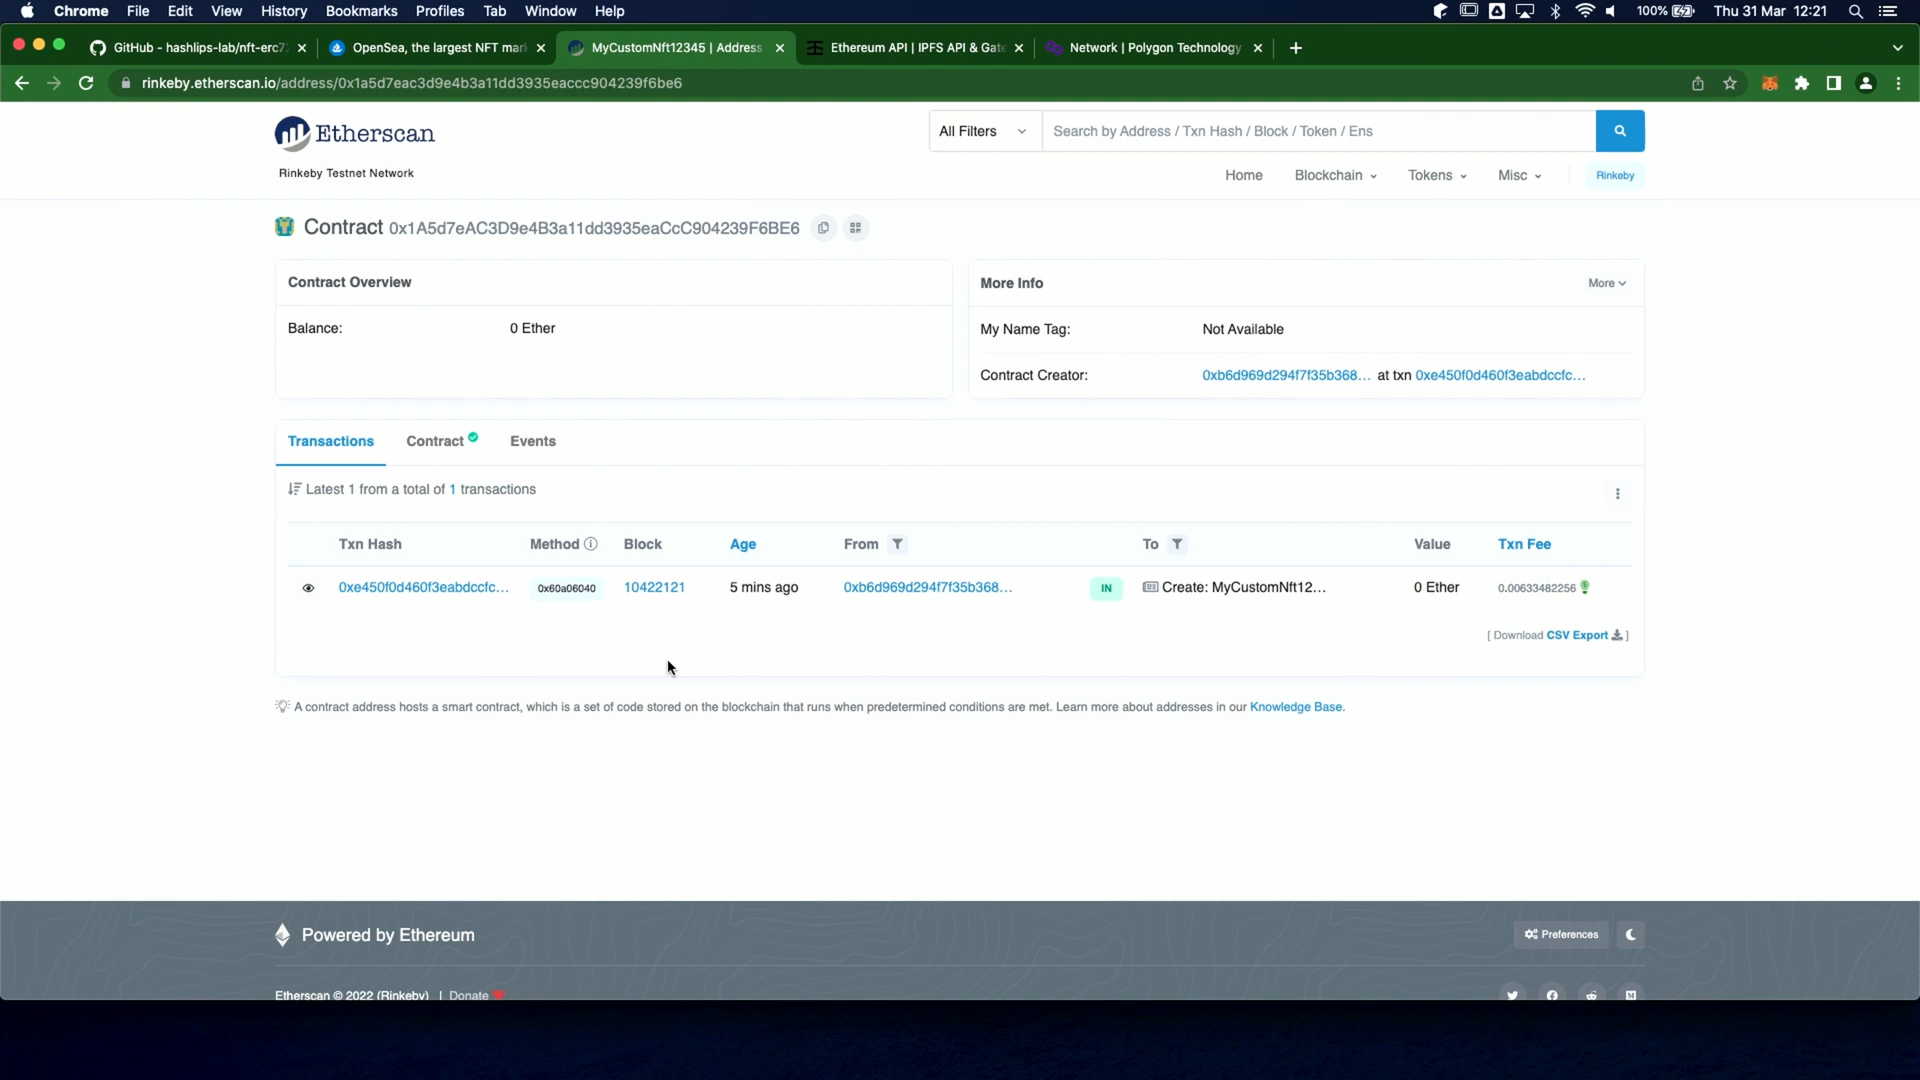 Chrome File Edit View History Bookmarks Profiles Tab Window Help 100% Thu 31 Mar 12:21
GitHub - hashlips-lab/nft-erc72 OpenSea, the largest NFT mark MyCustomNft12345 | Address Ethereum API | IPFS API & Gate Network | Polygon Technology
rinkeby.etherscan.io/address/0x1a5d7eac3d9e4b3a11dd3935eaccc904239f6be6
Etherscan
All Filters Search by Address / Txn Hash / Block / Token / Ens
Rinkeby Testnet Network
Home Blockchain Tokens Misc Rinkeby
Contract 0x1A5d7eAC3D9e4B3a11dd3935eaCcC904239F6BE6
Contract Overview
Balance: 0 Ether
More Info More
My Name Tag: Not Available
Contract Creator: 0xb6d969d294f7f35b368... at txn 0xe450f0d460f3eabdccfc...
Transactions Contract Events
Latest 1 from a total of 1 transactions
Txn Hash Method Block Age From To Value Txn Fee
0xe450f0d460f3eabdccfc... 0x60a06040 10422121 5 mins ago 0xb6d969d294f7f35b368... IN Create: MyCustomNft12... 0 Ether 0.00633482256
[ Download CSV Export ]
A contract address hosts a smart contract, which is a set of code stored on the blockchain that runs when predetermined conditions are met. Learn more about addresses in our Knowledge Base.
Powered by Ethereum
Preferences
Etherscan © 2022 (Rinkeby) | Donate